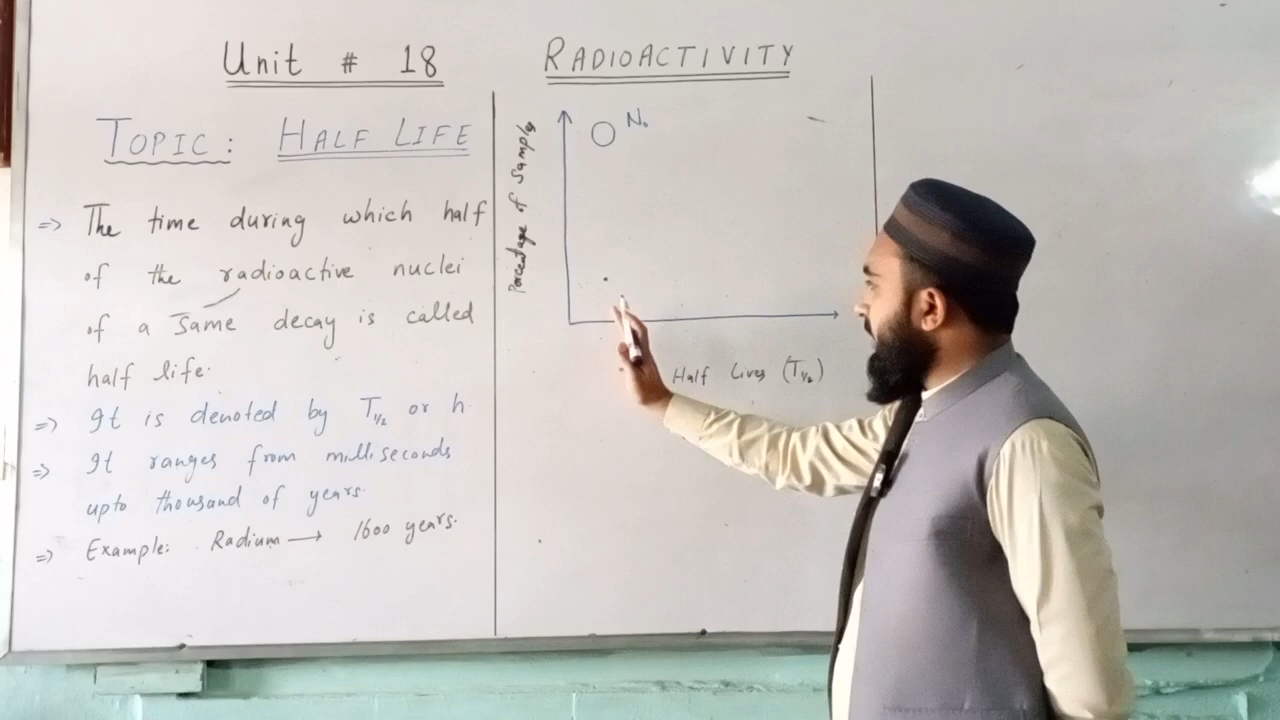 Unit # 18
RADIOACTIVITY
TOPIC: HALF LIFE
=> The time during which half
of the radioactive nuclei
of a same decay is called
half life.
=> It is denoted by T1/2 or h
=> It ranges from milliseconds
upto thousand of years.
=> Example: Radium → 1600 years.
Percentage of Sample
N₀
Half Lives (T1/2)